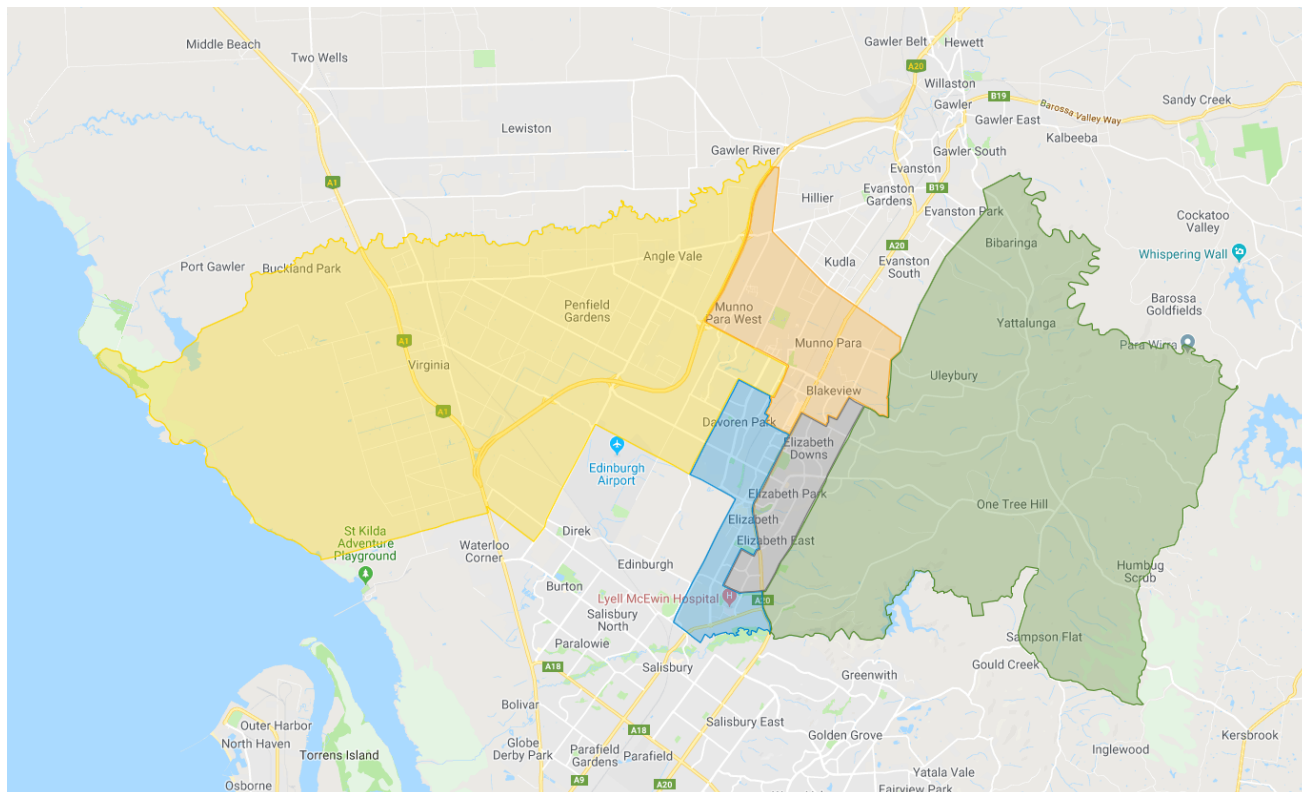 Middle Beach
Two Wells
Gawler Belt
Hewett
A20
Willaston
Gawler
B19
Barossa Valley Way
Sandy Creek
Gawler East
Kalbeeba
Lewiston
Gawler River
Gawler South
Evanston
A1
Hillier
Evanston
Gardens
B19
Evanston Park
Cockatoo
Valley
Bibaringa
A20
Whispering Wall
Port Gawler
Buckland Park
Angle Vale
Kudla
Evanston
South
Penfield
Gardens
Munno
Para West
Barossa
Goldfields
Yattalunga
A1
Munno Para
Para Wirra
Virginia
Uleybury
Blakeview
A1
Davoren Park
Elizabeth
Downs
Edinburgh
Airport
Elizabeth Park
One Tree Hill
Elizabeth
St Kilda
Adventure
Playground
Direk
Elizabeth East
Waterloo
Corner
Edinburgh
Humbug
Scrub
Burton
Lyell McEwin Hospital
H
A20
Salisbury
North
Paralowie
Sampson Flat
A18
Salisbury
Gould Creek
Greenwith
Bolivar
Outer Harbor
North Haven
Salisbury East
A18
Golden Grove
Kersbrook
Globe
Derby Park
Parafield
Gardens
Parafield
Inglewood
Torrens Island
Osborne
A9
A20
Yatala Vale
Fairview Park